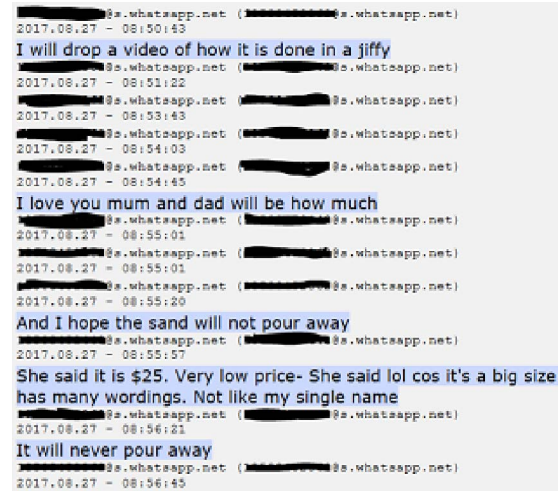 @s.whatsapp.net ( @s.whatsapp.net)
2017.08.27 - 08:50:43
I will drop a video of how it is done in a jiffy
@s.whatsapp.net ( @s.whatsapp.net)
2017.08.27 - 08:51:22
@s.whatsapp.net ( @s.whatsapp.net)
2017.08.27 - 08:53:43
@s.whatsapp.net ( @s.whatsapp.net)
2017.08.27 - 08:54:03
@s.whatsapp.net ( @s.whatsapp.net)
2017.08.27 - 08:54:45
I love you mum and dad will be how much
@s.whatsapp.net ( @s.whatsapp.net)
2017.08.27 - 08:55:01
@s.whatsapp.net ( @s.whatsapp.net)
2017.08.27 - 08:55:01
@s.whatsapp.net ( @s.whatsapp.net)
2017.08.27 - 08:55:20
And I hope the sand will not pour away
@s.whatsapp.net ( @s.whatsapp.net)
2017.08.27 - 08:55:57
She said it is $25. Very low price- She said lol cos it's a big size
has many wordings. Not like my single name
@s.whatsapp.net ( @s.whatsapp.net)
2017.08.27 - 08:56:21
It will never pour away
@s.whatsapp.net ( @s.whatsapp.net)
2017.08.27 - 08:56:45